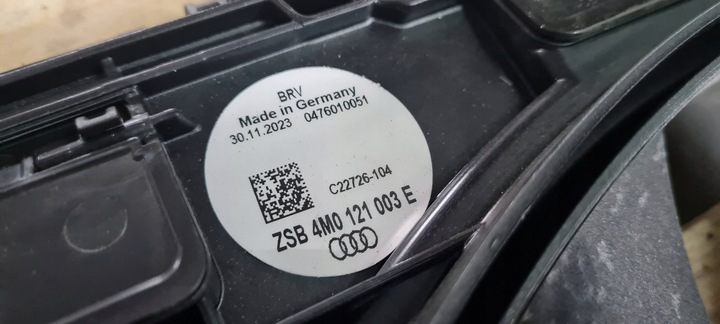 BRV
Made in Germany
30.11.2023 0476010051
C22726-104
ZSB 4M0 121 003 E